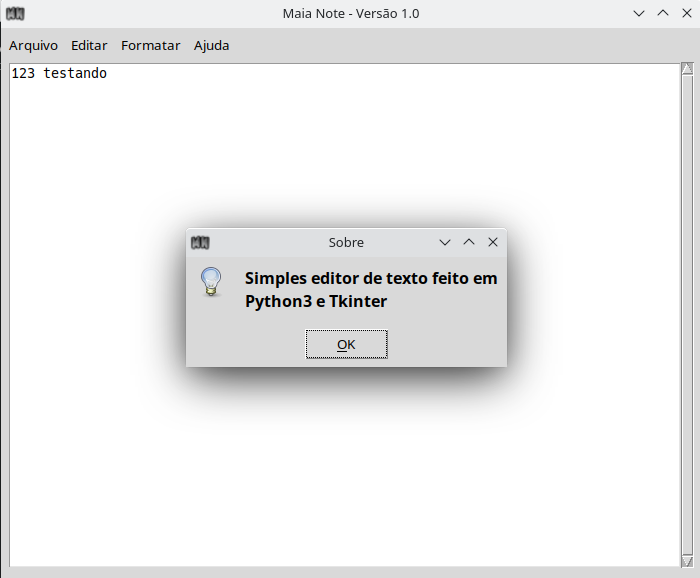 Maia Note - Versão 1.0
Arquivo Editar Formatar Ajuda
123 testando
Sobre
Simples editor de texto feito em
Python3 e Tkinter
OK